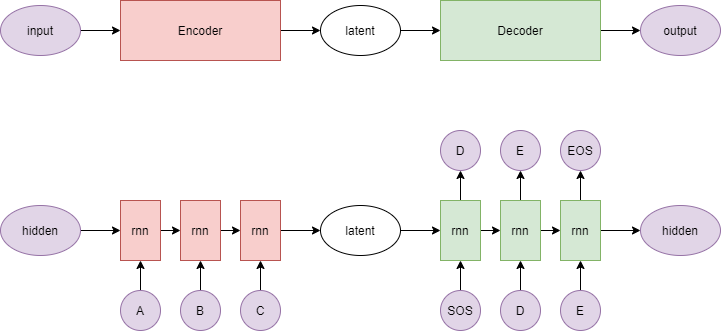 input
Encoder
latent
Decoder
output
D
E
EOS
hidden
rnn
rnn
rnn
latent
rnn
rnn
rnn
hidden
A
B
C
SOS
D
E